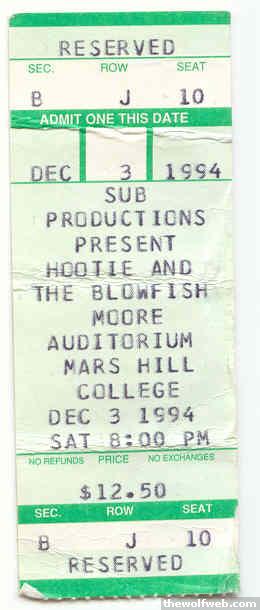 RESERVED
SEC. ROW SEAT
B J 10
ADMIT ONE THIS DATE
DEC 3 1994
SUB
PRODUCTIONS
PRESENT
HOOTIE AND
THE BLOWFISH
MOORE
AUDITORIUM
MARS HILL
COLLEGE
DEC 3 1994
SAT 8:00 PM
NO REFUNDS PRICE NO EXCHANGES
$12.50
SEC. ROW SEAT
B J 10
RESERVED
thewolfweb.com